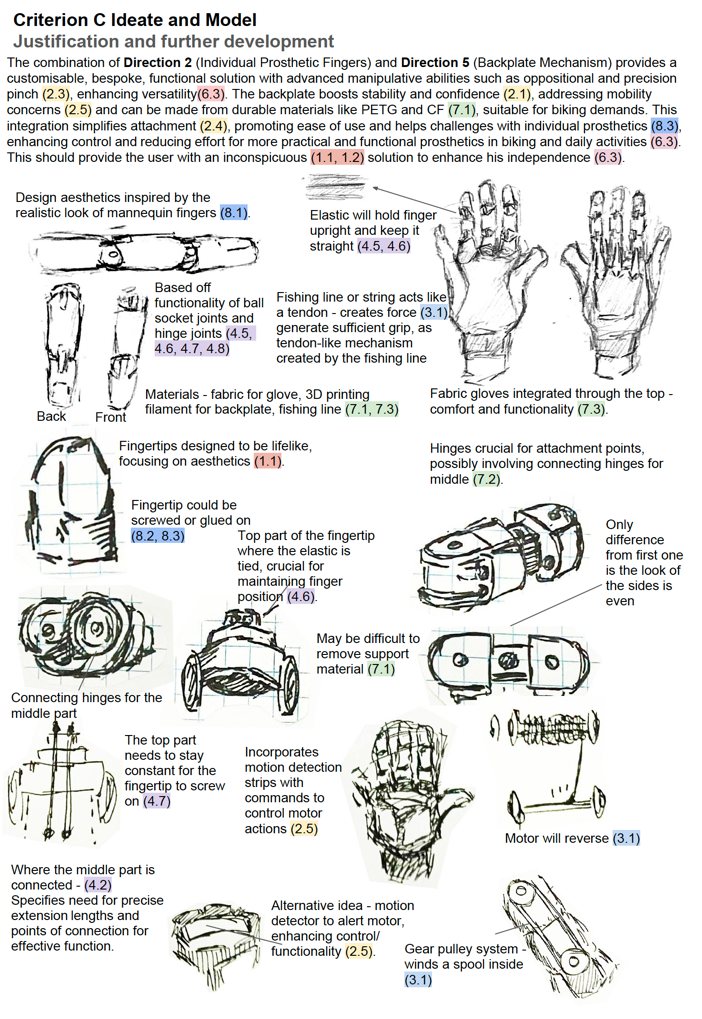 Criterion C Ideate and Model
Justification and further development
The combination of Direction 2 (Individual Prosthetic Fingers) and Direction 5 (Backplate Mechanism) provides a
customisable, bespoke, functional solution with advanced manipulative abilities such as oppositional and precision
pinch (2.3), enhancing versatility(6.3). The backplate boosts stability and confidence (2.1), addressing mobility
concerns (2.5) and can be made from durable materials like PETG and CF (7.1), suitable for biking demands. This
integration simplifies attachment (2.4), promoting ease of use and helps challenges with individual prosthetics (8.3),
enhancing control and reducing effort for more practical and functional prosthetics in biking and daily activities (6.3).
This should provide the user with an inconspicuous (1.1, 1.2) solution to enhance his independence (6.3).
Design aesthetics inspired by the
realistic look of mannequin fingers (8.1).
Elastic will hold finger
upright and keep it
straight (4.5, 4.6)
Based off
functionality of ball
socket joints and
hinge joints (4.5,
4.6, 4.7, 4.8)
Fishing line or string acts like
a tendon - creates force (3.1)
generate sufficient grip, as
tendon-like mechanism
created by the fishing line
Back
Front
Materials - fabric for glove, 3D printing
filament for backplate, fishing line (7.1, 7.3)
Fabric gloves integrated through the top -
comfort and functionality (7.3).
Fingertips designed to be lifelike,
focusing on aesthetics (1.1).
Hinges crucial for attachment points,
possibly involving connecting hinges for
middle (7.2).
Fingertip could be
screwed or glued on
(8.2, 8.3)
Top part of the fingertip
where the elastic is
tied, crucial for
maintaining finger
position (4.6).
Only
difference
from first one
is the look of
the sides is
even
May be difficult to
remove support
material (7.1)
Connecting hinges for the
middle part
The top part
needs to stay
constant for the
fingertip to screw
on (4.7)
Incorporates
motion detection
strips with
commands to
control motor
actions (2.5)
Motor will reverse (3.1)
Where the middle part is
connected - (4.2)
Specifies need for precise
extension lengths and
points of connection for
effective function.
Alternative idea - motion
detector to alert motor,
enhancing control/
functionality (2.5).
Gear pulley system -
winds a spool inside
(3.1)